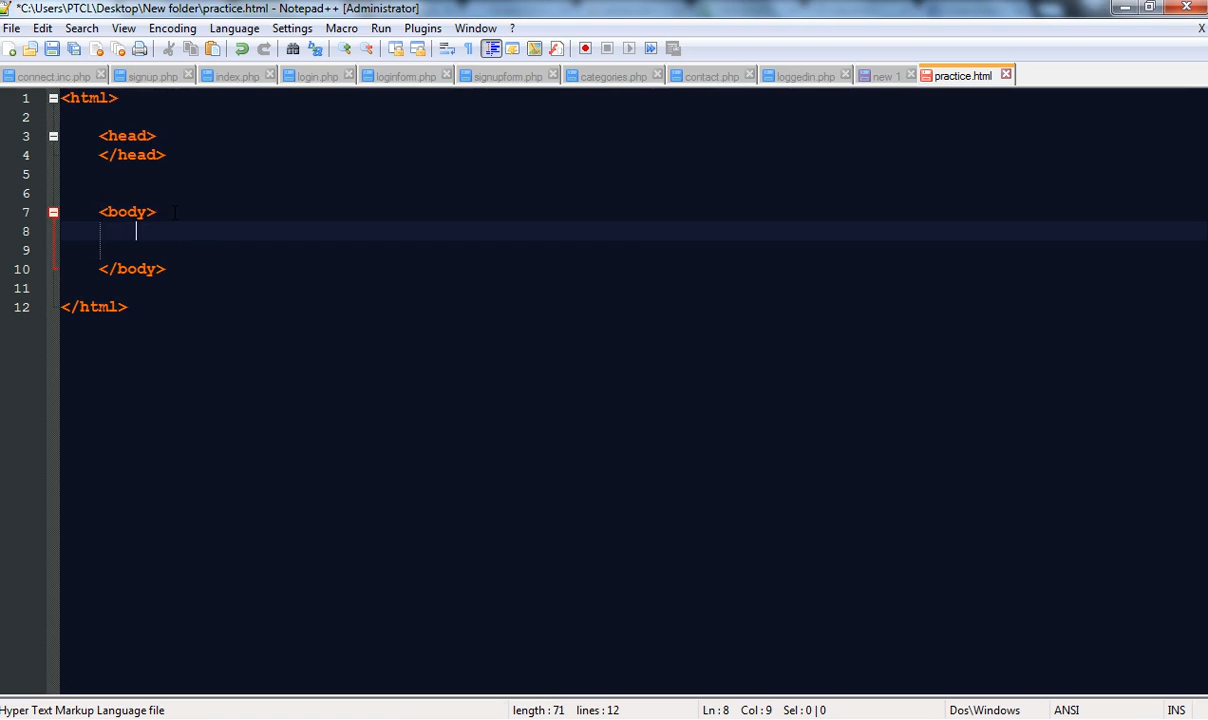 *C:\Users\PTCL\Desktop\New folder\practice.html - Notepad++ [Administrator]
File Edit Search View Encoding Language Settings Macro Run Plugins Window ? X
connect.inc.php signup.php index.php login.php loginform.php signupform.php categories.php contact.php loggedin.php new 1 practice.html
1 <html>
2
3 <head>
4 </head>
5
6
7 <body>
8
9
10 </body>
11
12 </html>
Hyper Text Markup Language file length : 71 lines : 12 Ln : 8 Col : 9 Sel : 0 | 0 Dos\Windows ANSI INS